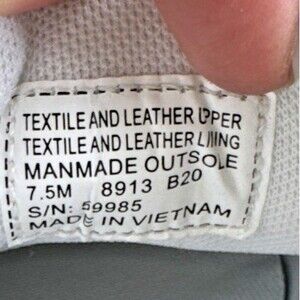 TEXTILE AND LEATHER UPPER
TEXTILE AND LEATHER LINING
MANMADE OUTSOLE
7.5M 8913 B20
S/N: 59985
MADE IN VIETNAM